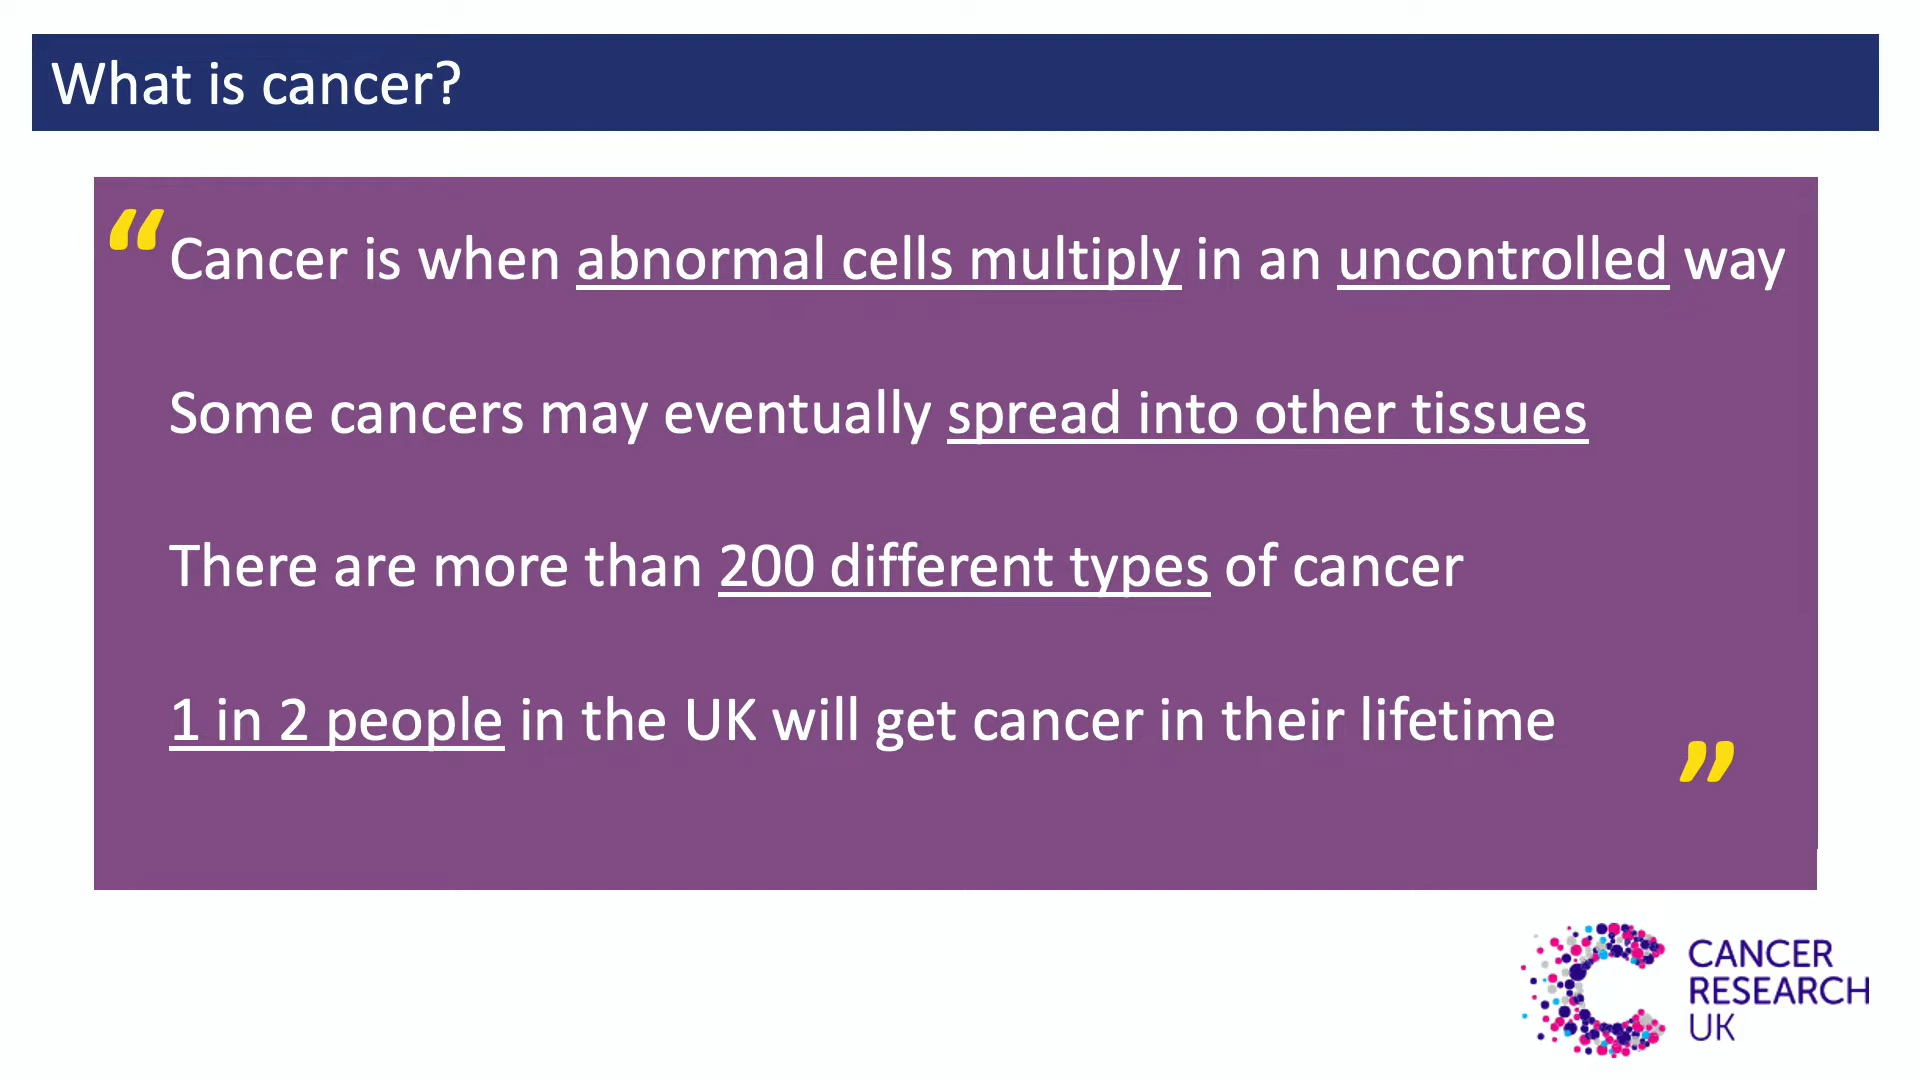 What is cancer?
“Cancer is when abnormal cells multiply in an uncontrolled way
Some cancers may eventually spread into other tissues
There are more than 200 different types of cancer
1 in 2 people in the UK will get cancer in their lifetime
”
CANCER
RESEARCH
UK